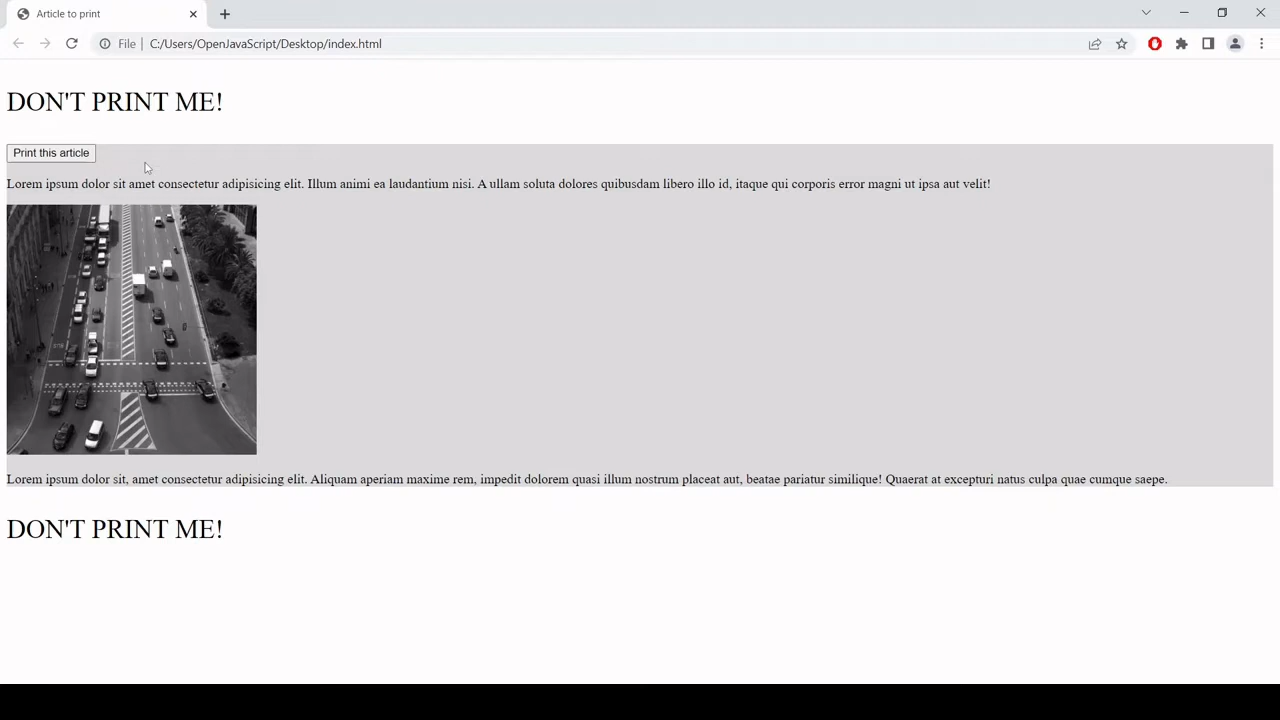 Article to print
File
C:/Users/OpenJavaScript/Desktop/index.html
DON'T PRINT ME!
Print this article
Lorem ipsum dolor sit amet consectetur adipisicing elit. Illum animi ea laudantium nisi. A ullam soluta dolores quibusdam libero illo id, itaque qui corporis error magni ut ipsa aut velit!
Lorem ipsum dolor sit, amet consectetur adipisicing elit. Aliquam aperiam maxime rem, impedit dolorem quasi illum nostrum placeat aut, beatae pariatur similique! Quaerat at excepturi natus culpa quae cumque saepe.
DON'T PRINT ME!